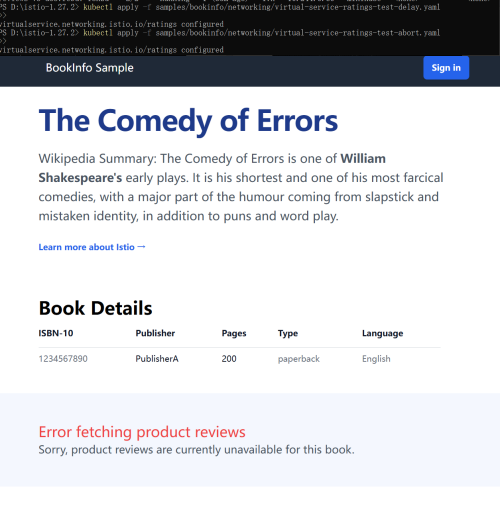 PS D:\istio-1.27.2> kubectl apply -f samples/bookinfo/networking/virtual-service-ratings-test-delay.yaml
>>
virtualservice.networking.istio.io/ratings configured
PS D:\istio-1.27.2> kubectl apply -f samples/bookinfo/networking/virtual-service-ratings-test-abort.yaml
>>
virtualservice.networking.istio.io/ratings configured
BookInfo Sample
Sign in
The Comedy of Errors
Wikipedia Summary: The Comedy of Errors is one of William
Shakespeare's early plays. It is his shortest and one of his most farcical
comedies, with a major part of the humour coming from slapstick and
mistaken identity, in addition to puns and word play.
Learn more about Istio →
Book Details
ISBN-10 Publisher Pages Type Language
1234567890 PublisherA 200 paperback English
Error fetching product reviews
Sorry, product reviews are currently unavailable for this book.